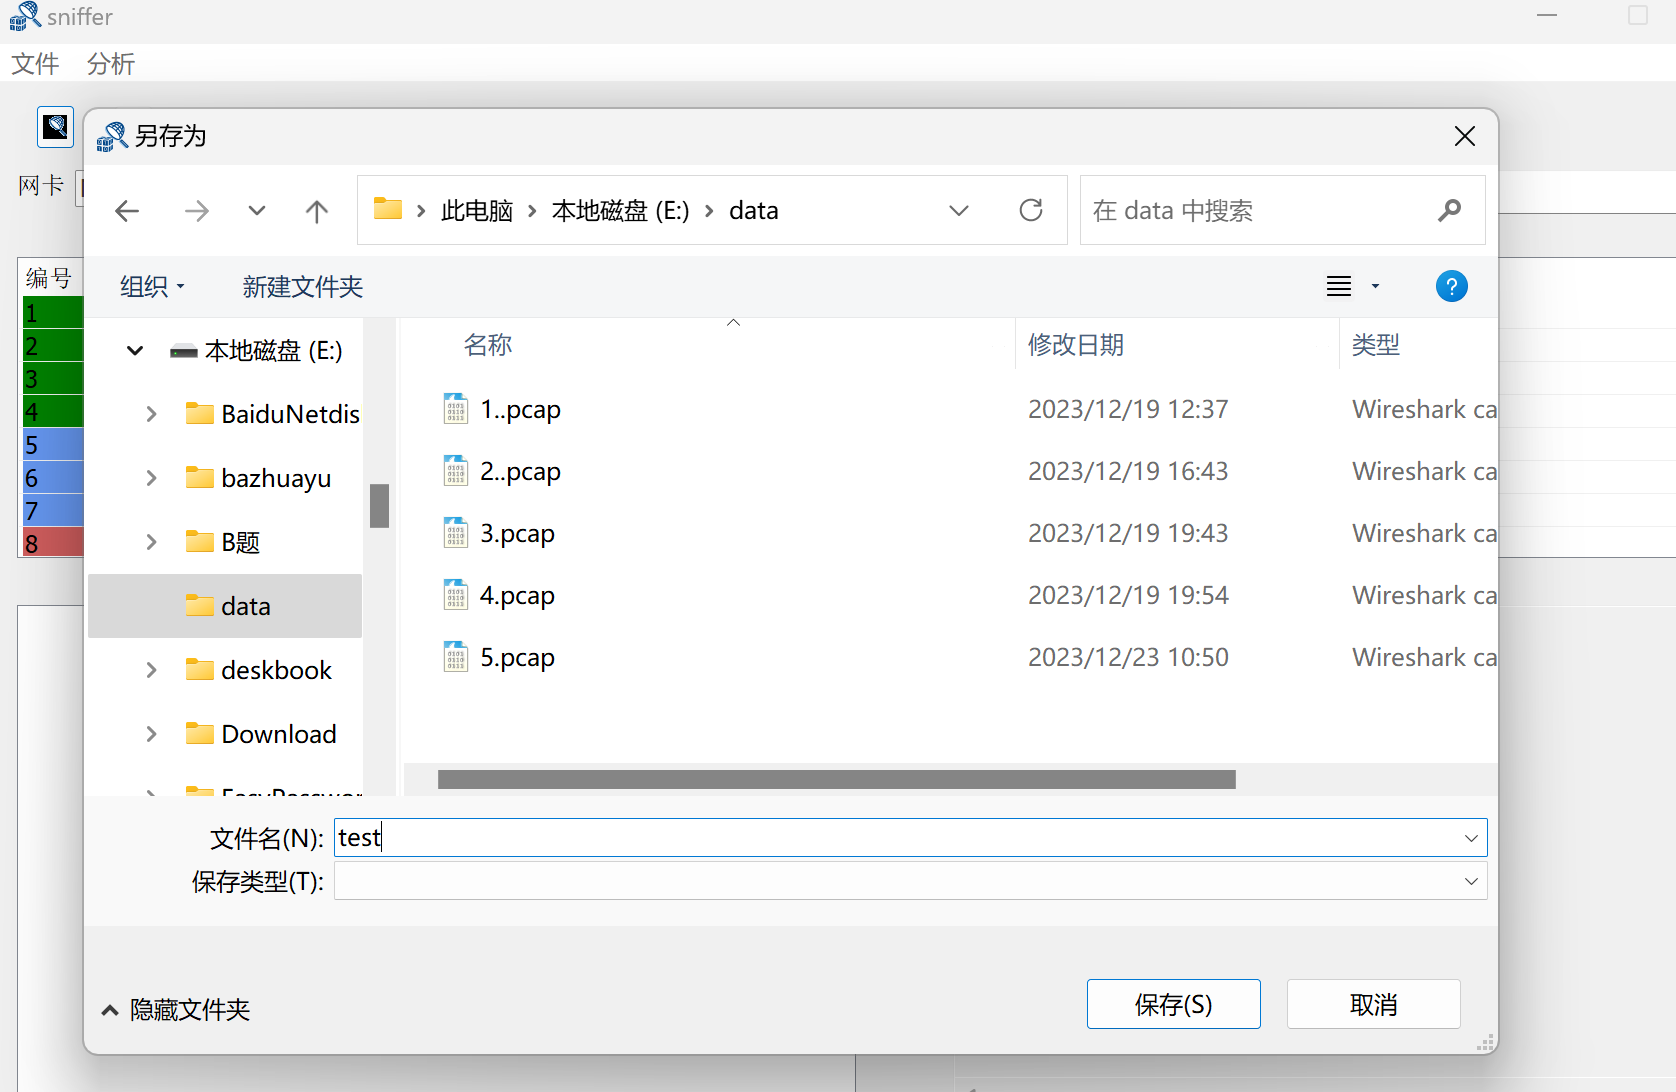 sniffer
文件 分析
另存为
网卡
此电脑 本地磁盘 (E:) data
在 data 中搜索
编号
1
2
3
4
5
6
7
8
组织 新建文件夹
?
本地磁盘 (E:)
BaiduNetdis
bazhuayu
B题
data
deskbook
Download
名称 修改日期 类型
1..pcap 2023/12/19 12:37 Wireshark ca
2..pcap 2023/12/19 16:43 Wireshark ca
3.pcap 2023/12/19 19:43 Wireshark ca
4.pcap 2023/12/19 19:54 Wireshark ca
5.pcap 2023/12/23 10:50 Wireshark ca
文件名(N): test
保存类型(T):
隐藏文件夹
保存(S) 取消